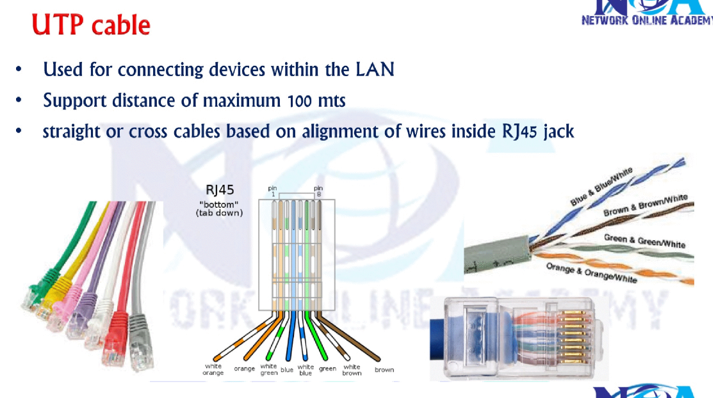 UTP cable
NETWORK ONLINE ACADEMY
• Used for connecting devices within the LAN
• Support distance of maximum 100 mts
• straight or cross cables based on alignment of wires inside RJ45 jack
RJ45
"bottom"
(tab down)
pin
1
pin
8
Blue & Blue/White
Brown & Brown/White
Green & Green/White
Orange & Orange/White
white
orange
orange
white
green
blue
white
blue
green
white
brown
brown